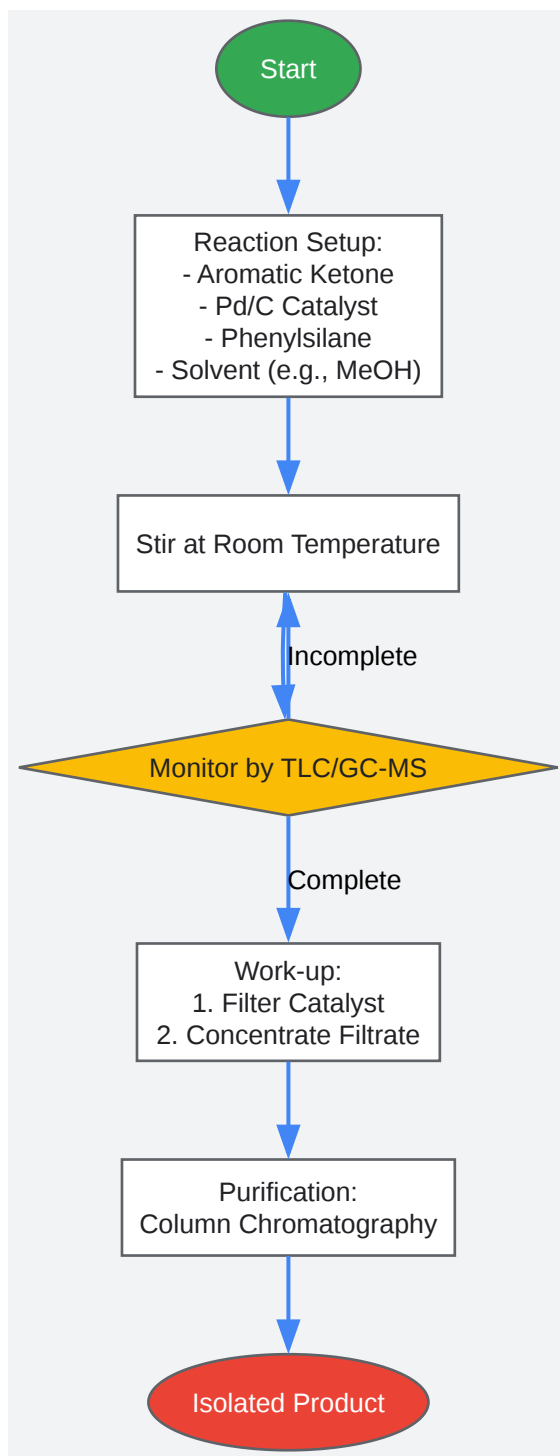 Start
Reaction Setup:
- Aromatic Ketone
- Pd/C Catalyst
- Phenylsilane
- Solvent (e.g., MeOH)
Stir at Room Temperature
Incomplete
Monitor by TLC/GC-MS
Complete
Work-up:
1. Filter Catalyst
2. Concentrate Filtrate
Purification:
Column Chromatography
Isolated Product